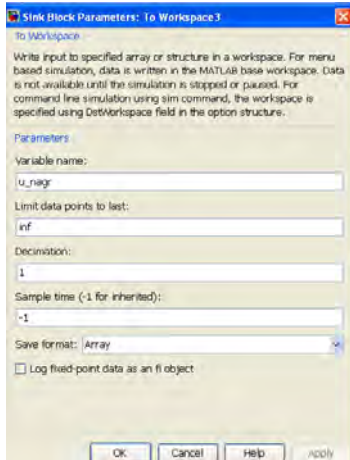 Sink Block Parameters: To Workspace3
To Workspace
Write input to specified array or structure in a workspace. For menu
based simulation, data is written in the MATLAB base workspace. Data
is not available until the simulation is stopped or paused. For
command line simulation using sim command, the workspace is
specified using DstWorkspace field in the option structure.
Parameters
Variable name:
u_nagr
Limit data points to last:
inf
Decimation:
1
Sample time (-1 for inherited):
-1
Save format: Array
Log fixed-point data as an fi object
OK Cancel Help Apply